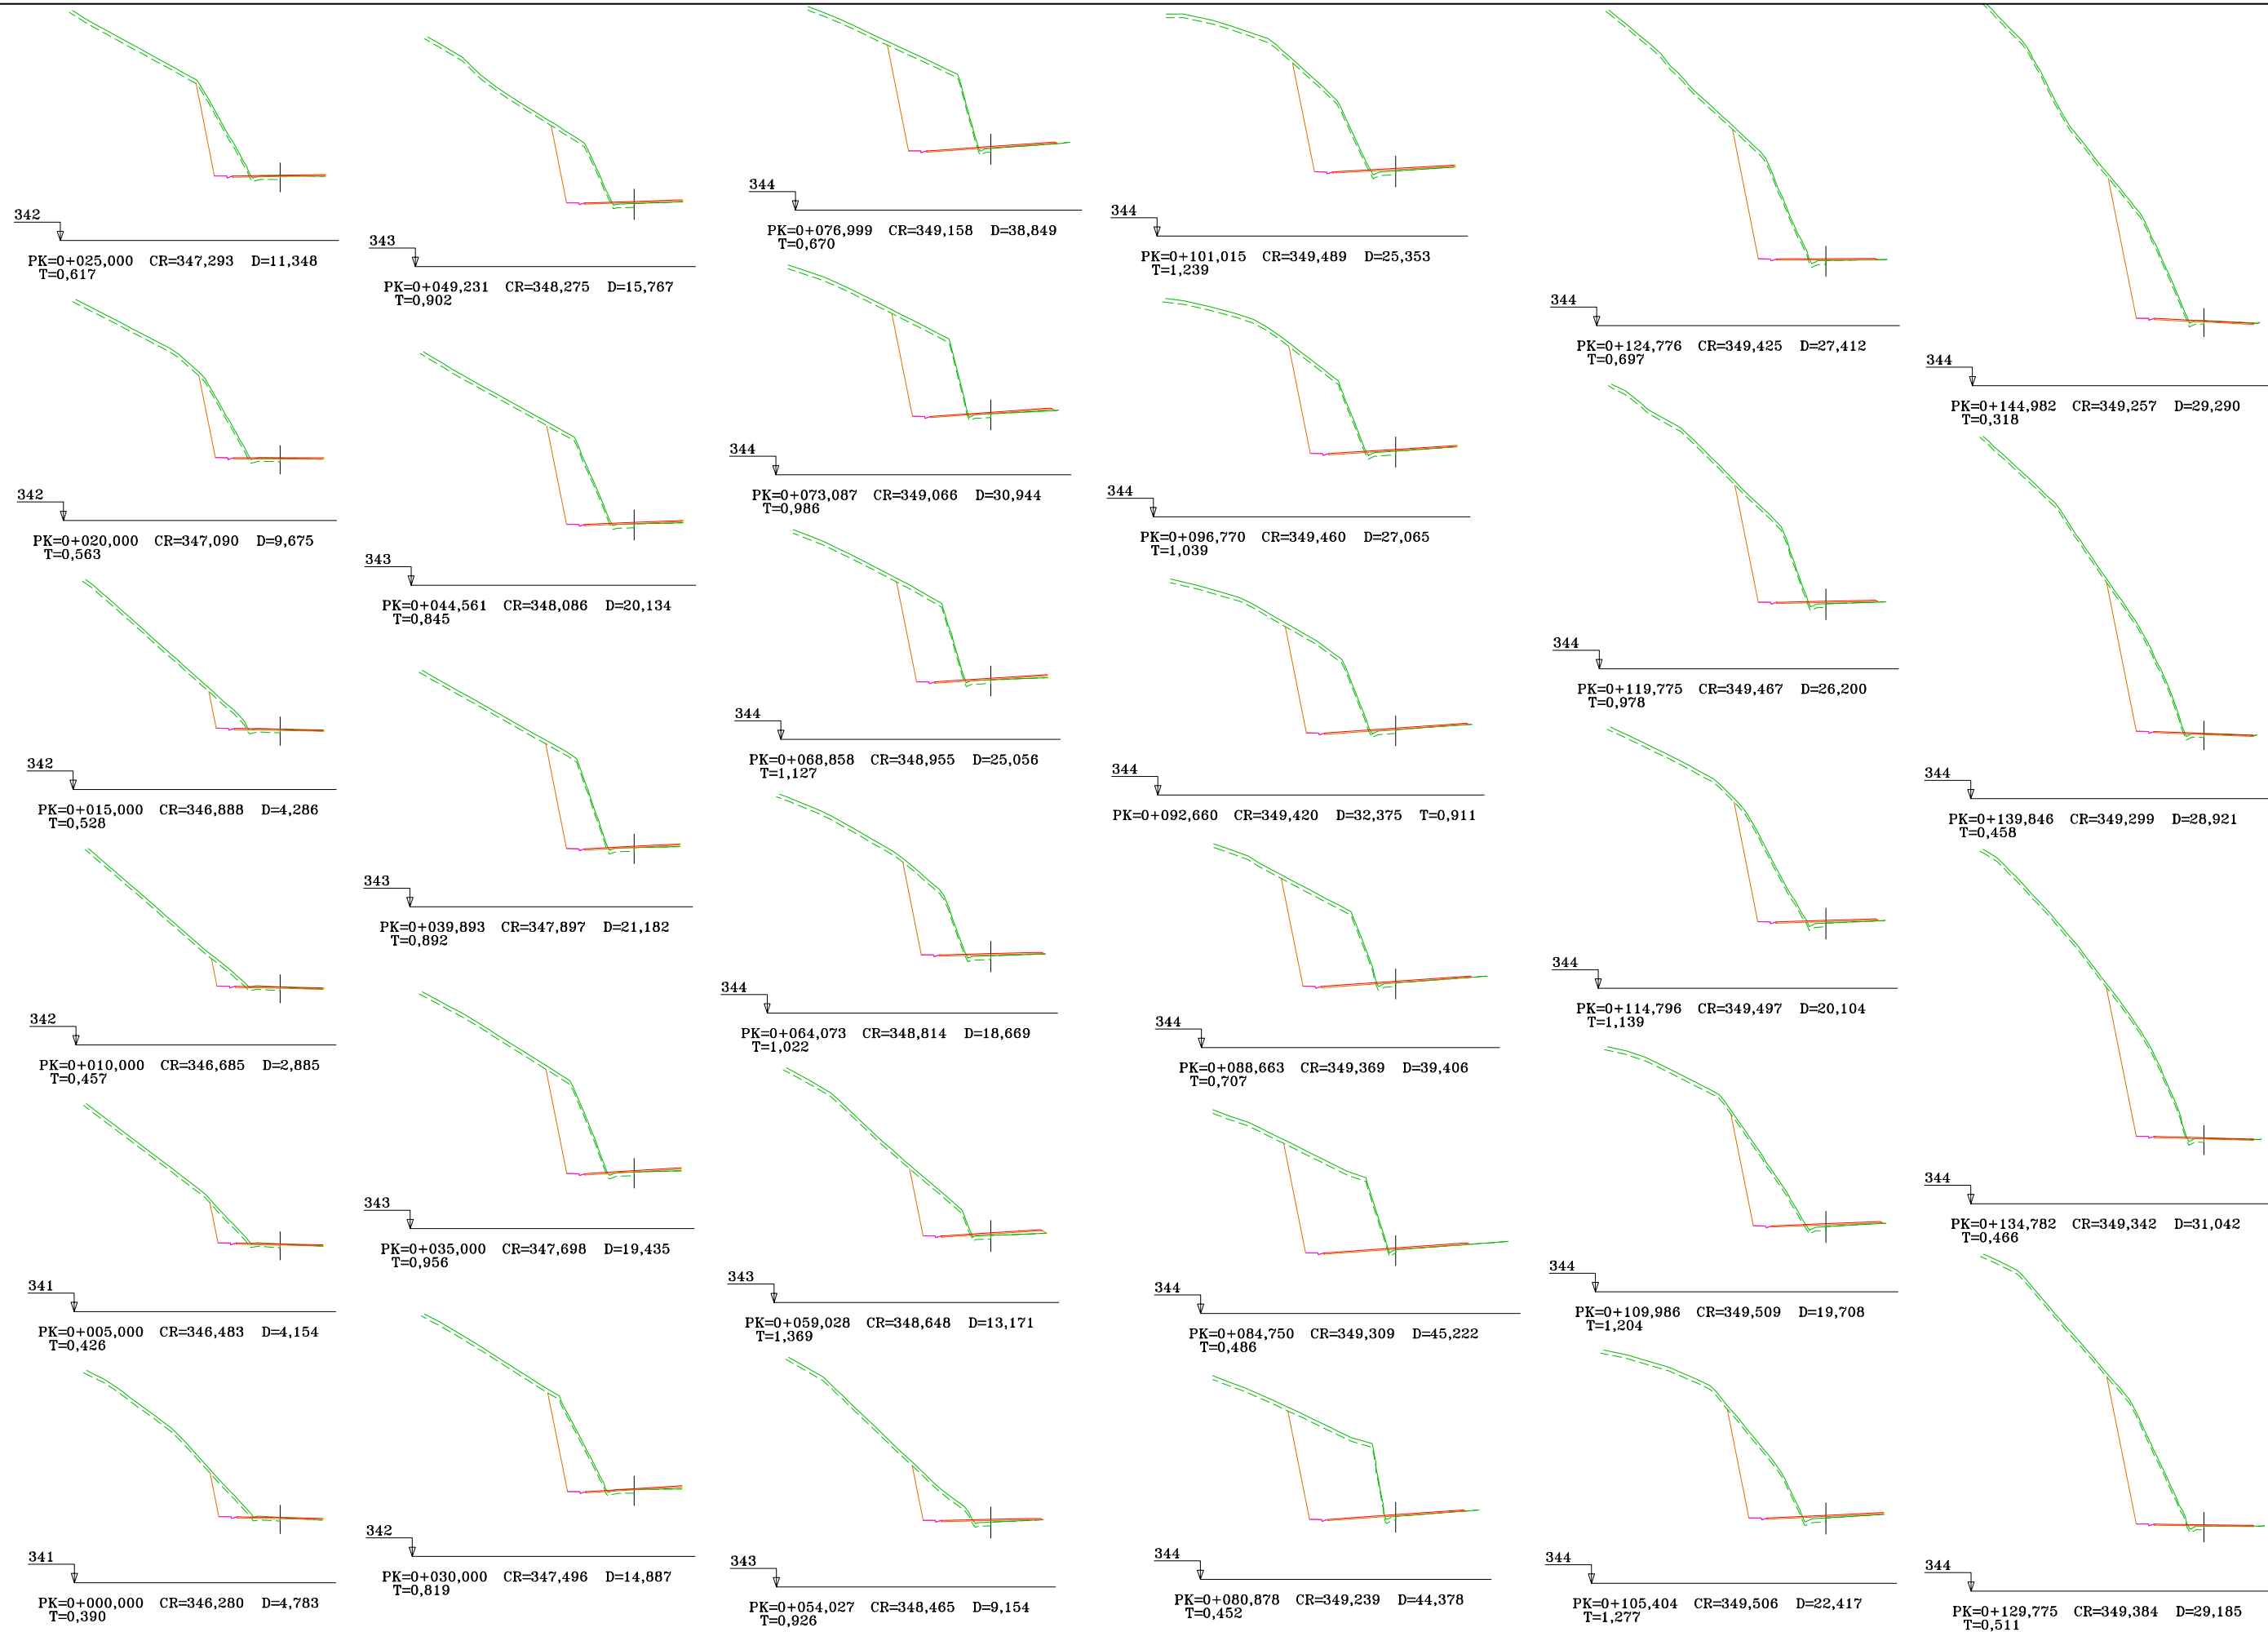 342
PK=0+025,000 CR=347,293 D=11,348
T=0,617
342
PK=0+020,000 CR=347,090 D=9,675
T=0,563
342
PK=0+015,000 CR=346,888 D=4,286
T=0,528
342
PK=0+010,000 CR=346,685 D=2,885
T=0,457
341
PK=0+005,000 CR=346,483 D=4,154
T=0,426
341
PK=0+000,000 CR=346,280 D=4,783
T=0,390
343
PK=0+049,231 CR=348,275 D=15,767
T=0,902
343
PK=0+044,561 CR=348,086 D=20,134
T=0,845
343
PK=0+039,893 CR=347,897 D=21,182
T=0,892
343
PK=0+035,000 CR=347,698 D=19,435
T=0,956
342
PK=0+030,000 CR=347,496 D=14,887
T=0,819
344
PK=0+076,999 CR=349,158 D=38,849
T=0,670
344
PK=0+073,087 CR=349,066 D=30,944
T=0,986
344
PK=0+068,858 CR=348,955 D=25,056
T=1,127
344
PK=0+064,073 CR=348,814 D=18,669
T=1,022
343
PK=0+059,028 CR=348,648 D=13,171
T=1,369
343
PK=0+054,027 CR=348,465 D=9,154
T=0,926
344
PK=0+101,015 CR=349,489 D=25,353
T=1,239
344
PK=0+096,770 CR=349,460 D=27,065
T=1,039
344
PK=0+092,660 CR=349,420 D=32,375 T=0,911
344
PK=0+088,663 CR=349,369 D=39,406
T=0,707
344
PK=0+084,750 CR=349,309 D=45,222
T=0,486
344
PK=0+080,878 CR=349,239 D=44,378
T=0,452
344
PK=0+124,776 CR=349,425 D=27,412
T=0,697
344
PK=0+119,775 CR=349,467 D=26,200
T=0,978
344
PK=0+114,796 CR=349,497 D=20,104
T=1,139
344
PK=0+109,986 CR=349,509 D=19,708
T=1,204
344
PK=0+105,404 CR=349,506 D=22,417
T=1,277
344
PK=0+144,982 CR=349,257 D=29,290
T=0,318
344
PK=0+139,846 CR=349,299 D=28,921
T=0,458
344
PK=0+134,782 CR=349,342 D=31,042
T=0,466
344
PK=0+129,775 CR=349,384 D=29,185
T=0,511